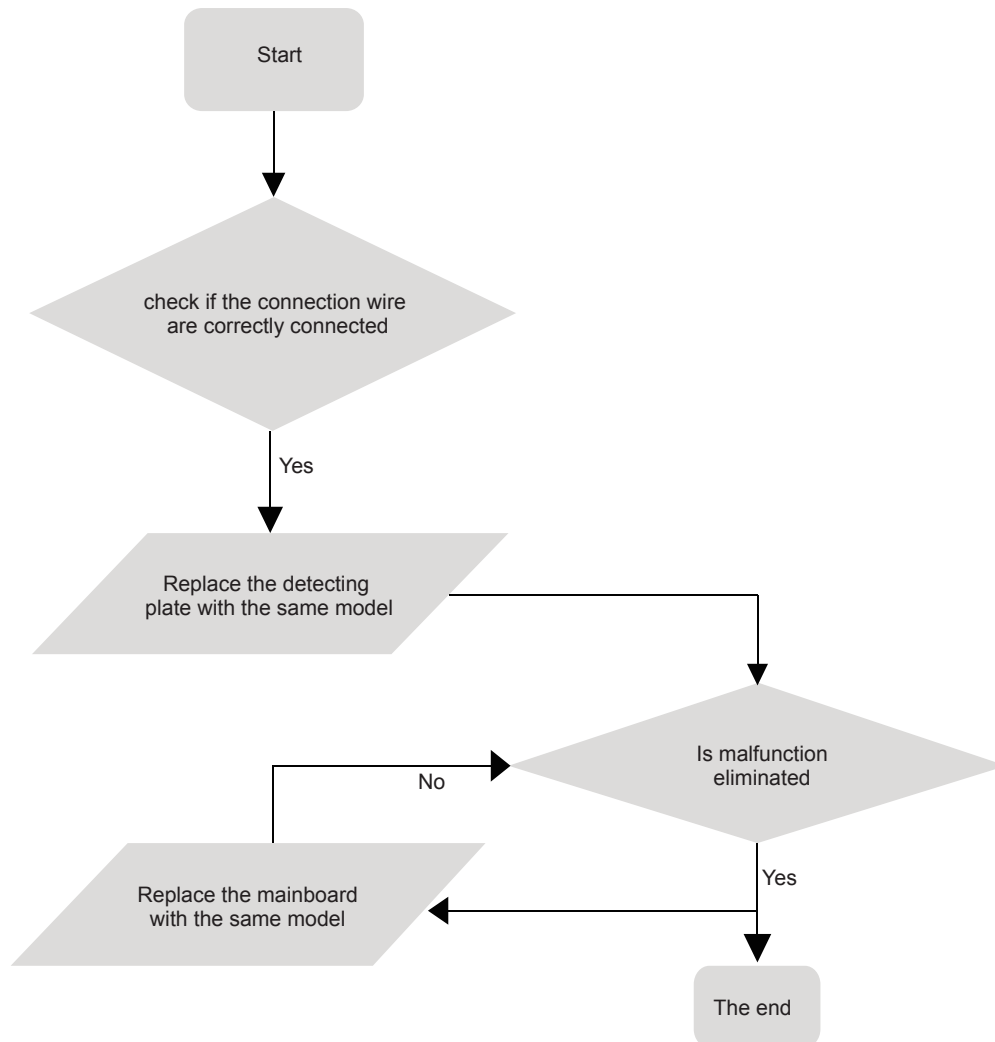 Start
check if the connection wire
are correctly connected
Yes
Replace the detecting
plate with the same model
Is malfunction
eliminated
No
Yes
Replace the mainboard
with the same model
The end